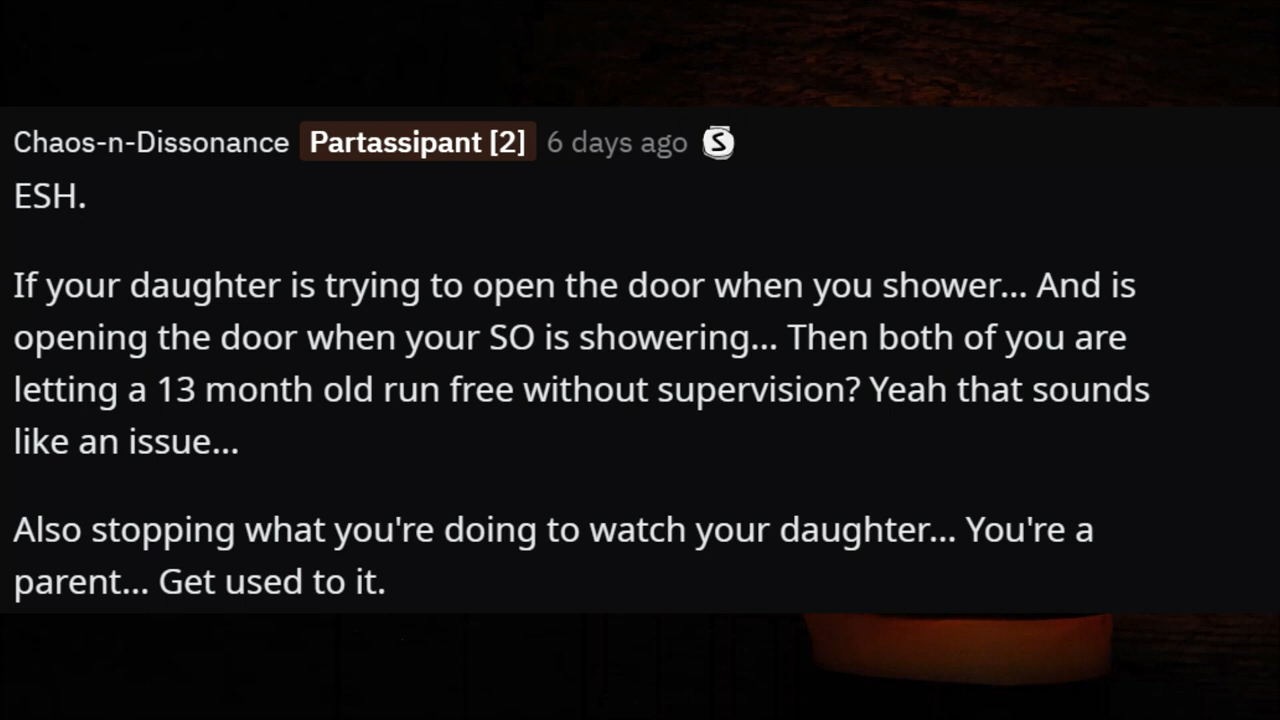 Chaos-n-Dissonance Partassipant [2] 6 days ago S
ESH.
If your daughter is trying to open the door when you shower... And is
opening the door when your SO is showering... Then both of you are
letting a 13 month old run free without supervision? Yeah that sounds
like an issue...
Also stopping what you're doing to watch your daughter... You're a
parent... Get used to it.